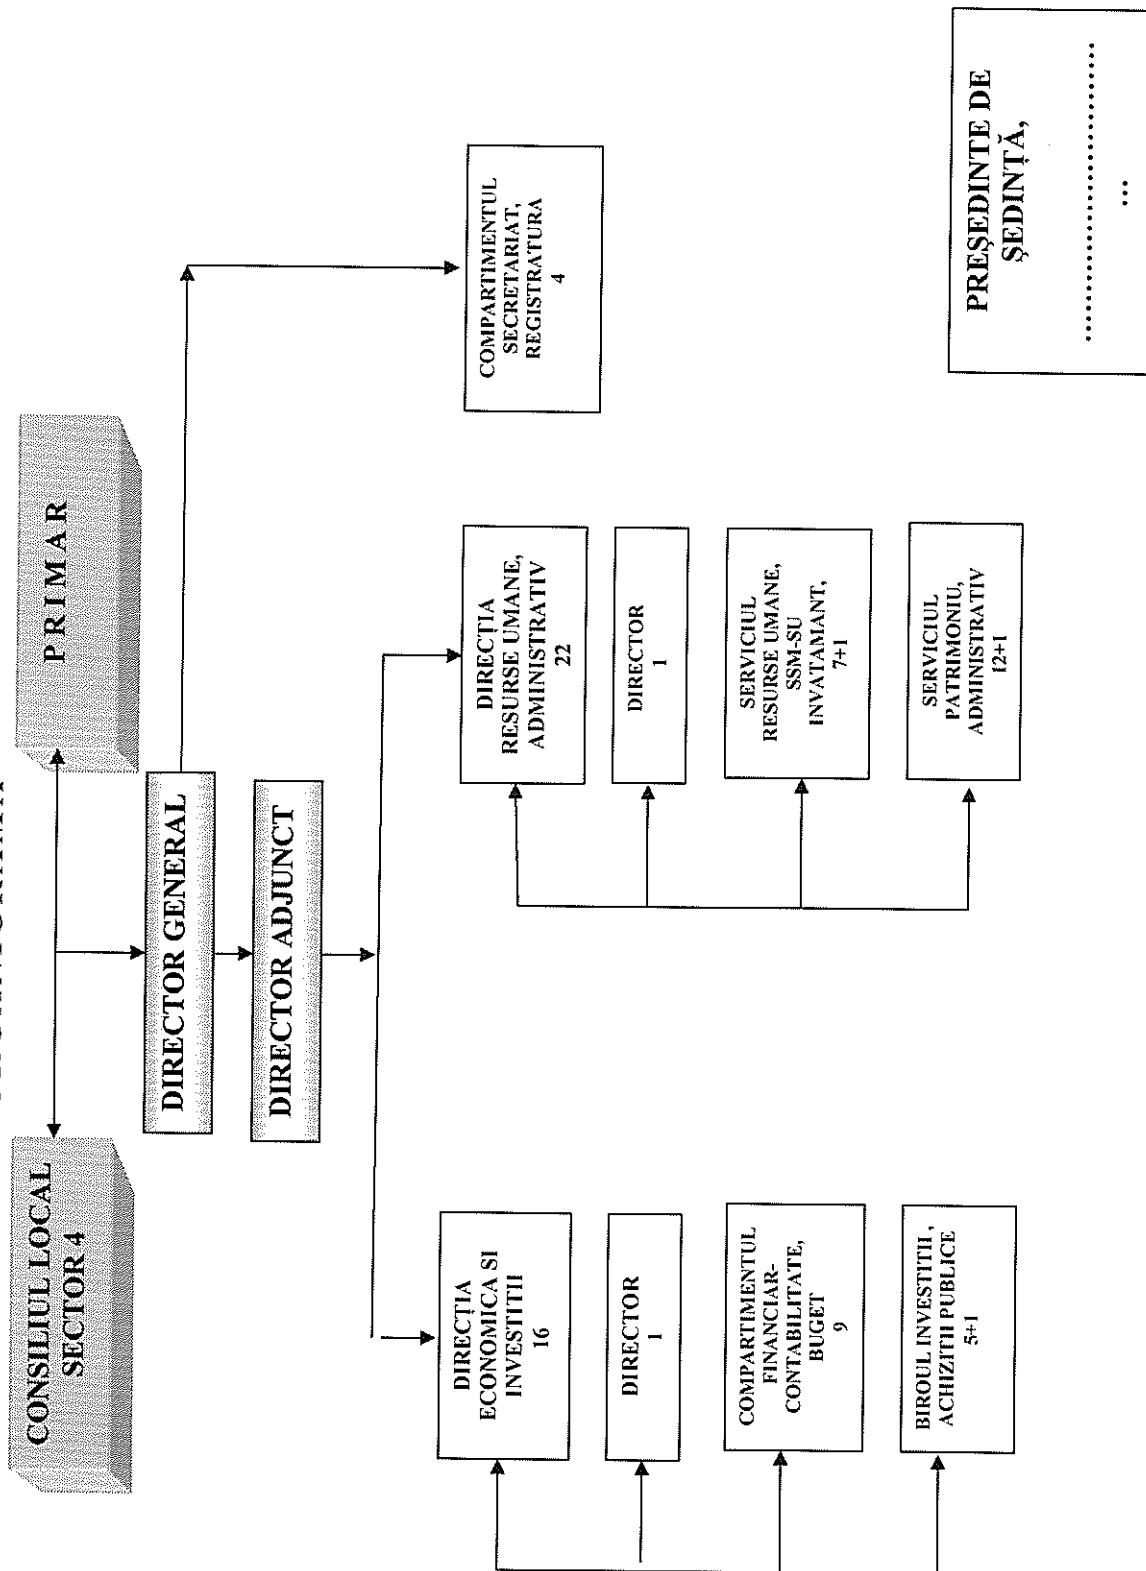 CONSILIUL LOCAL
SECTOR 4
P R I M A R
DIRECTOR GENERAL
DIRECTOR ADJUNCT
DIRECȚIA
ECONOMICA SI
INVESTITII
16
DIRECTOR
1
COMPARTIMENTUL
FINANCIAR-
CONTABILITATE,
BUGET
9
BIROUL INVESTITII ,
ACHIZITII PUBLICE
5+1
DIRECȚIA
RESURSE UMANE,
ADMINISTRATIV
22
DIRECTOR
1
SERVICIUL
RESURSE UMANE,
SSM-SU
INVATAMANT,
7+1
SERVICIUL
PATRIMONIU,
ADMINISTRATIV
12+1
COMPARTIMENTUL
SECRETARIAT,
REGISTRATURA
4
PREȘEDINTE DE
ȘEDINȚĂ,
......................................
...